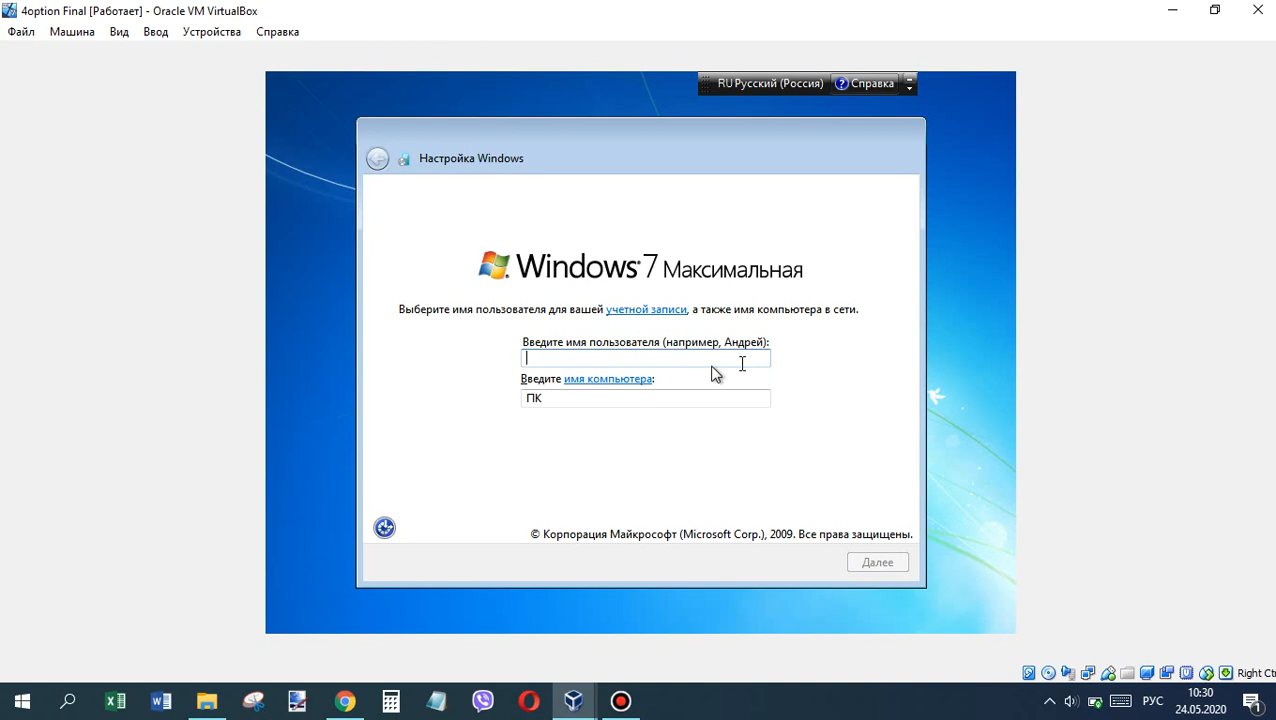 4option Final [Работает] - Oracle VM VirtualBox
Файл Машина Вид Ввод Устройства Справка
RU Русский (Россия) ? Справка
Настройка Windows
Windows 7 Максимальная
Выберите имя пользователя для вашей учетной записи, а также имя компьютера в сети.
Введите имя пользователя (например, Андрей):
Введите имя компьютера:
ПК
© Корпорация Майкрософт (Microsoft Corp.), 2009. Все права защищены.
Далее
Right Ct
РУС
10:30
24.05.2020
1